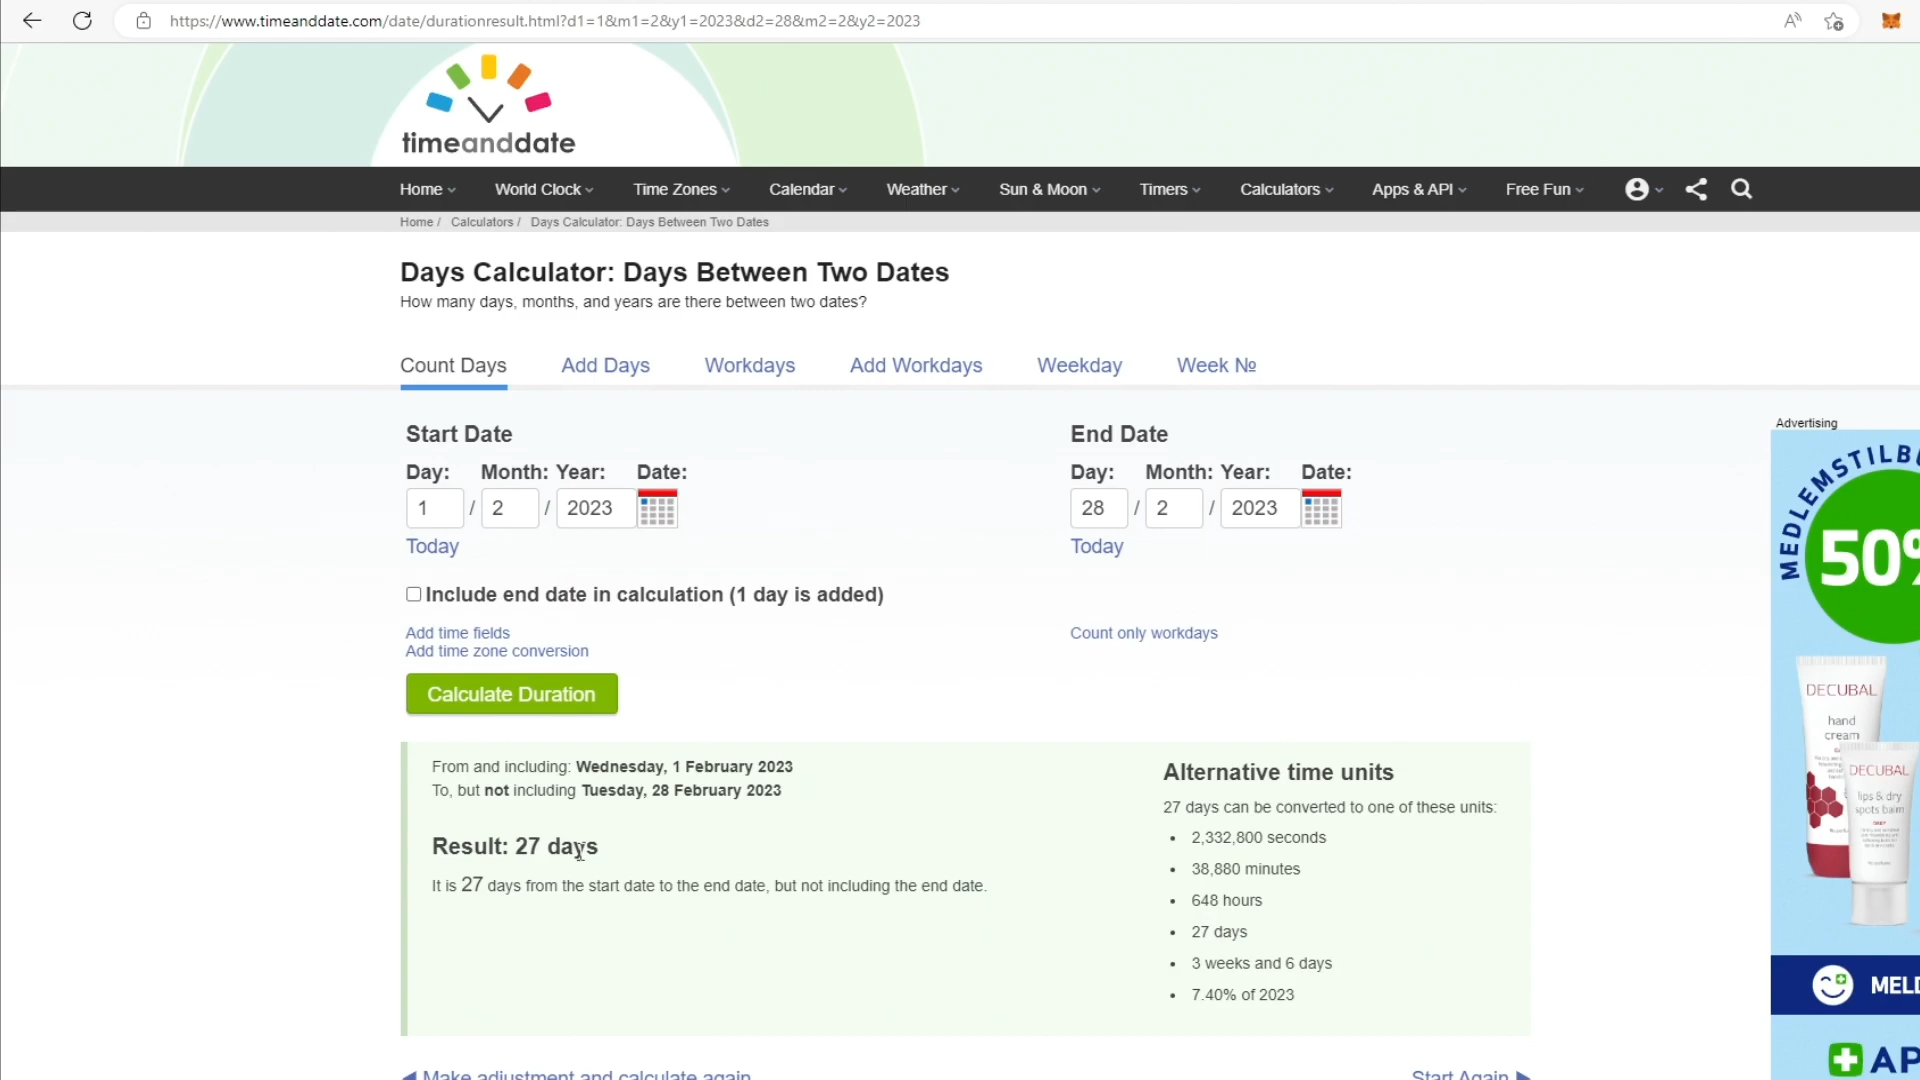 https://www.timeanddate.com/date/durationresult.html?d1=1&m1=2&y1=2023&d2=28&m2=2&y2=2023
timeanddate
Home World Clock Time Zones Calendar Weather Sun & Moon Timers Calculators Apps & API Free Fun
Home / Calculators / Days Calculator: Days Between Two Dates
Days Calculator: Days Between Two Dates
How many days, months, and years are there between two dates?
Count Days Add Days Workdays Add Workdays Weekday Week №
Start Date
Day: Month: Year: Date:
1 / 2 / 2023
Today
End Date
Day: Month: Year: Date:
28 / 2 / 2023
Today
Include end date in calculation (1 day is added)
Add time fields
Add time zone conversion
Count only workdays
Calculate Duration
From and including: Wednesday, 1 February 2023
To, but not including Tuesday, 28 February 2023
Result: 27 days
It is 27 days from the start date to the end date, but not including the end date.
Alternative time units
27 days can be converted to one of these units:
• 2,332,800 seconds
• 38,880 minutes
• 648 hours
• 27 days
• 3 weeks and 6 days
• 7.40% of 2023
◀ Make adjustment and calculate again
Start Again ▶
Advertising
MEDLEMSTILB
50%
DECUBAL
hand
cream
DECUBAL
lips & dry
spots balm
MEL
AP